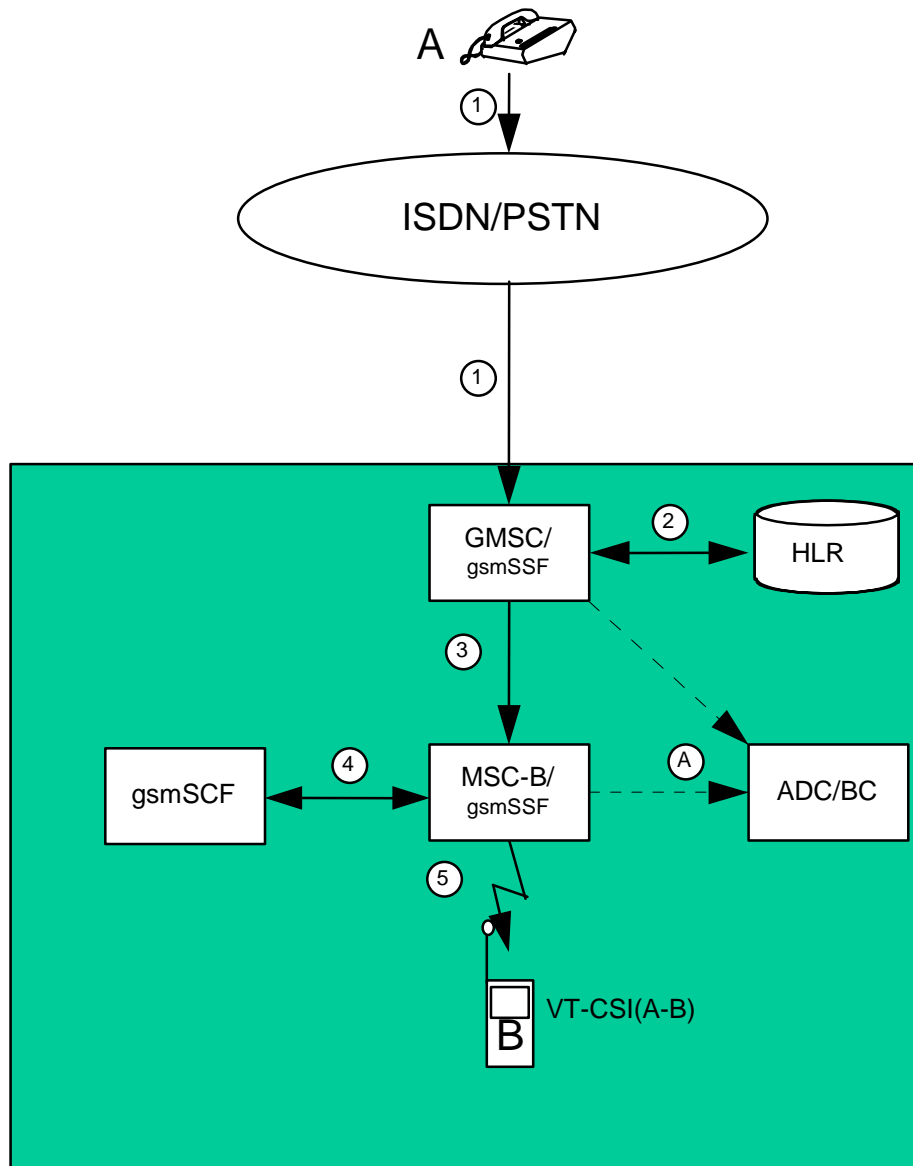 A
1
ISDN/PSTN
1
GMSC/
gsmSSF
2
HLR
3
gsmSCF
4
MSC-B/
gsmSSF
A
ADC/BC
5
B
VT-CSI(A-B)